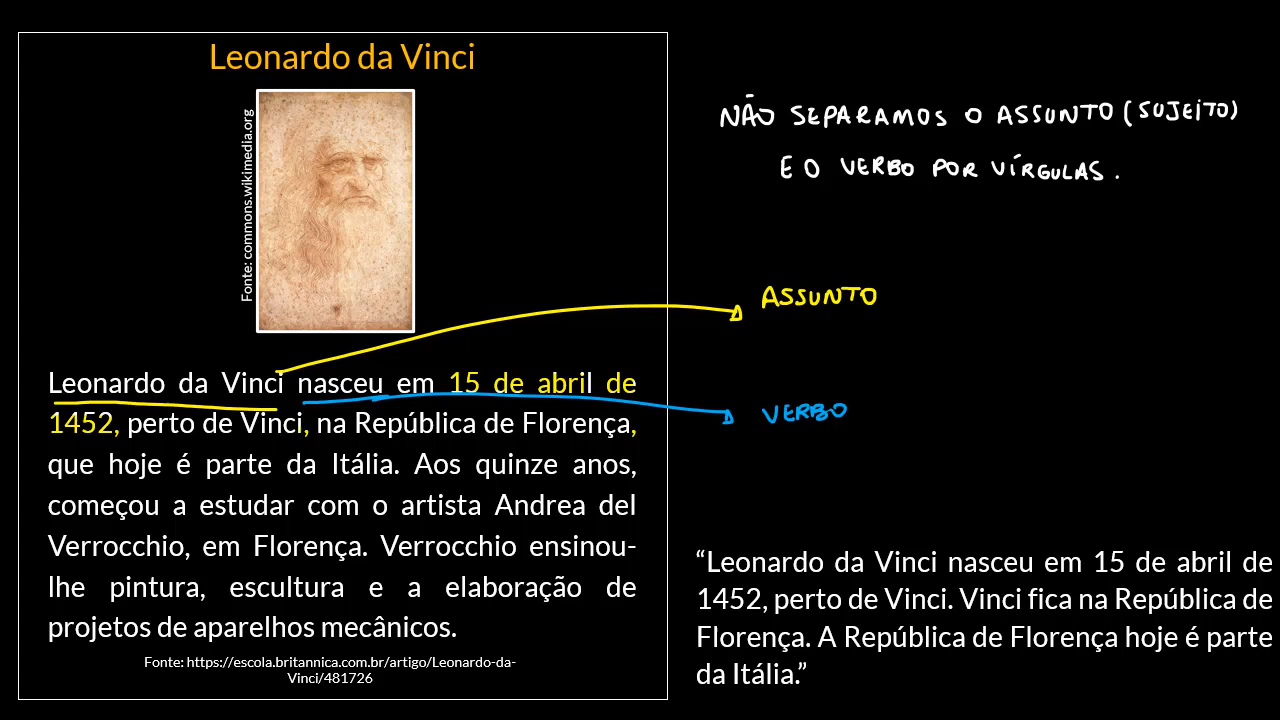 Leonardo da Vinci
Fonte: commons.wikimedia.org
Leonardo da Vinci nasceu em 15 de abril de
1452, perto de Vinci, na República de Florença,
que hoje é parte da Itália. Aos quinze anos,
começou a estudar com o artista Andrea del
Verrocchio, em Florença. Verrocchio ensinou-
lhe pintura, escultura e a elaboração de
projetos de aparelhos mecânicos.
Fonte: https://escola.britannica.com.br/artigo/Leonardo-da-
Vinci/481726
NÃO SEPARAMOS O ASSUNTO (SUJEITO)
E O VERBO POR VÍRGULAS.
ASSUNTO
VERBO
“Leonardo da Vinci nasceu em 15 de abril de
1452, perto de Vinci. Vinci fica na República de
Florença. A República de Florença hoje é parte
da Itália.”